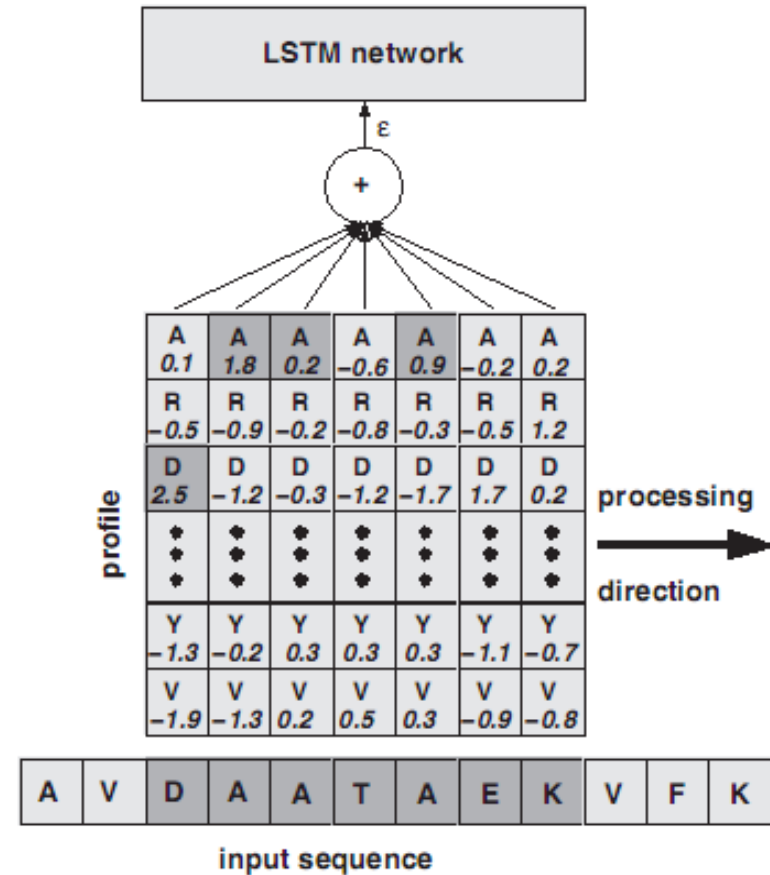 LSTM network
ε
+
A A A A A A A
0.1 1.8 0.2 −0.6 0.9 −0.2 0.2
R R R R R R R
−0.5 −0.9 −0.2 −0.8 −0.3 −0.5 1.2
D D D D D D D
2.5 −1.2 −0.3 −1.2 −1.7 1.7 0.2
processing
direction
profile
Y Y Y Y Y Y Y
−1.3 −0.2 0.3 0.3 0.3 −1.1 −0.7
V V V V V V V
−1.9 −1.3 0.2 0.5 0.3 −0.9 −0.8
A V D A A T A E K V F K
input sequence